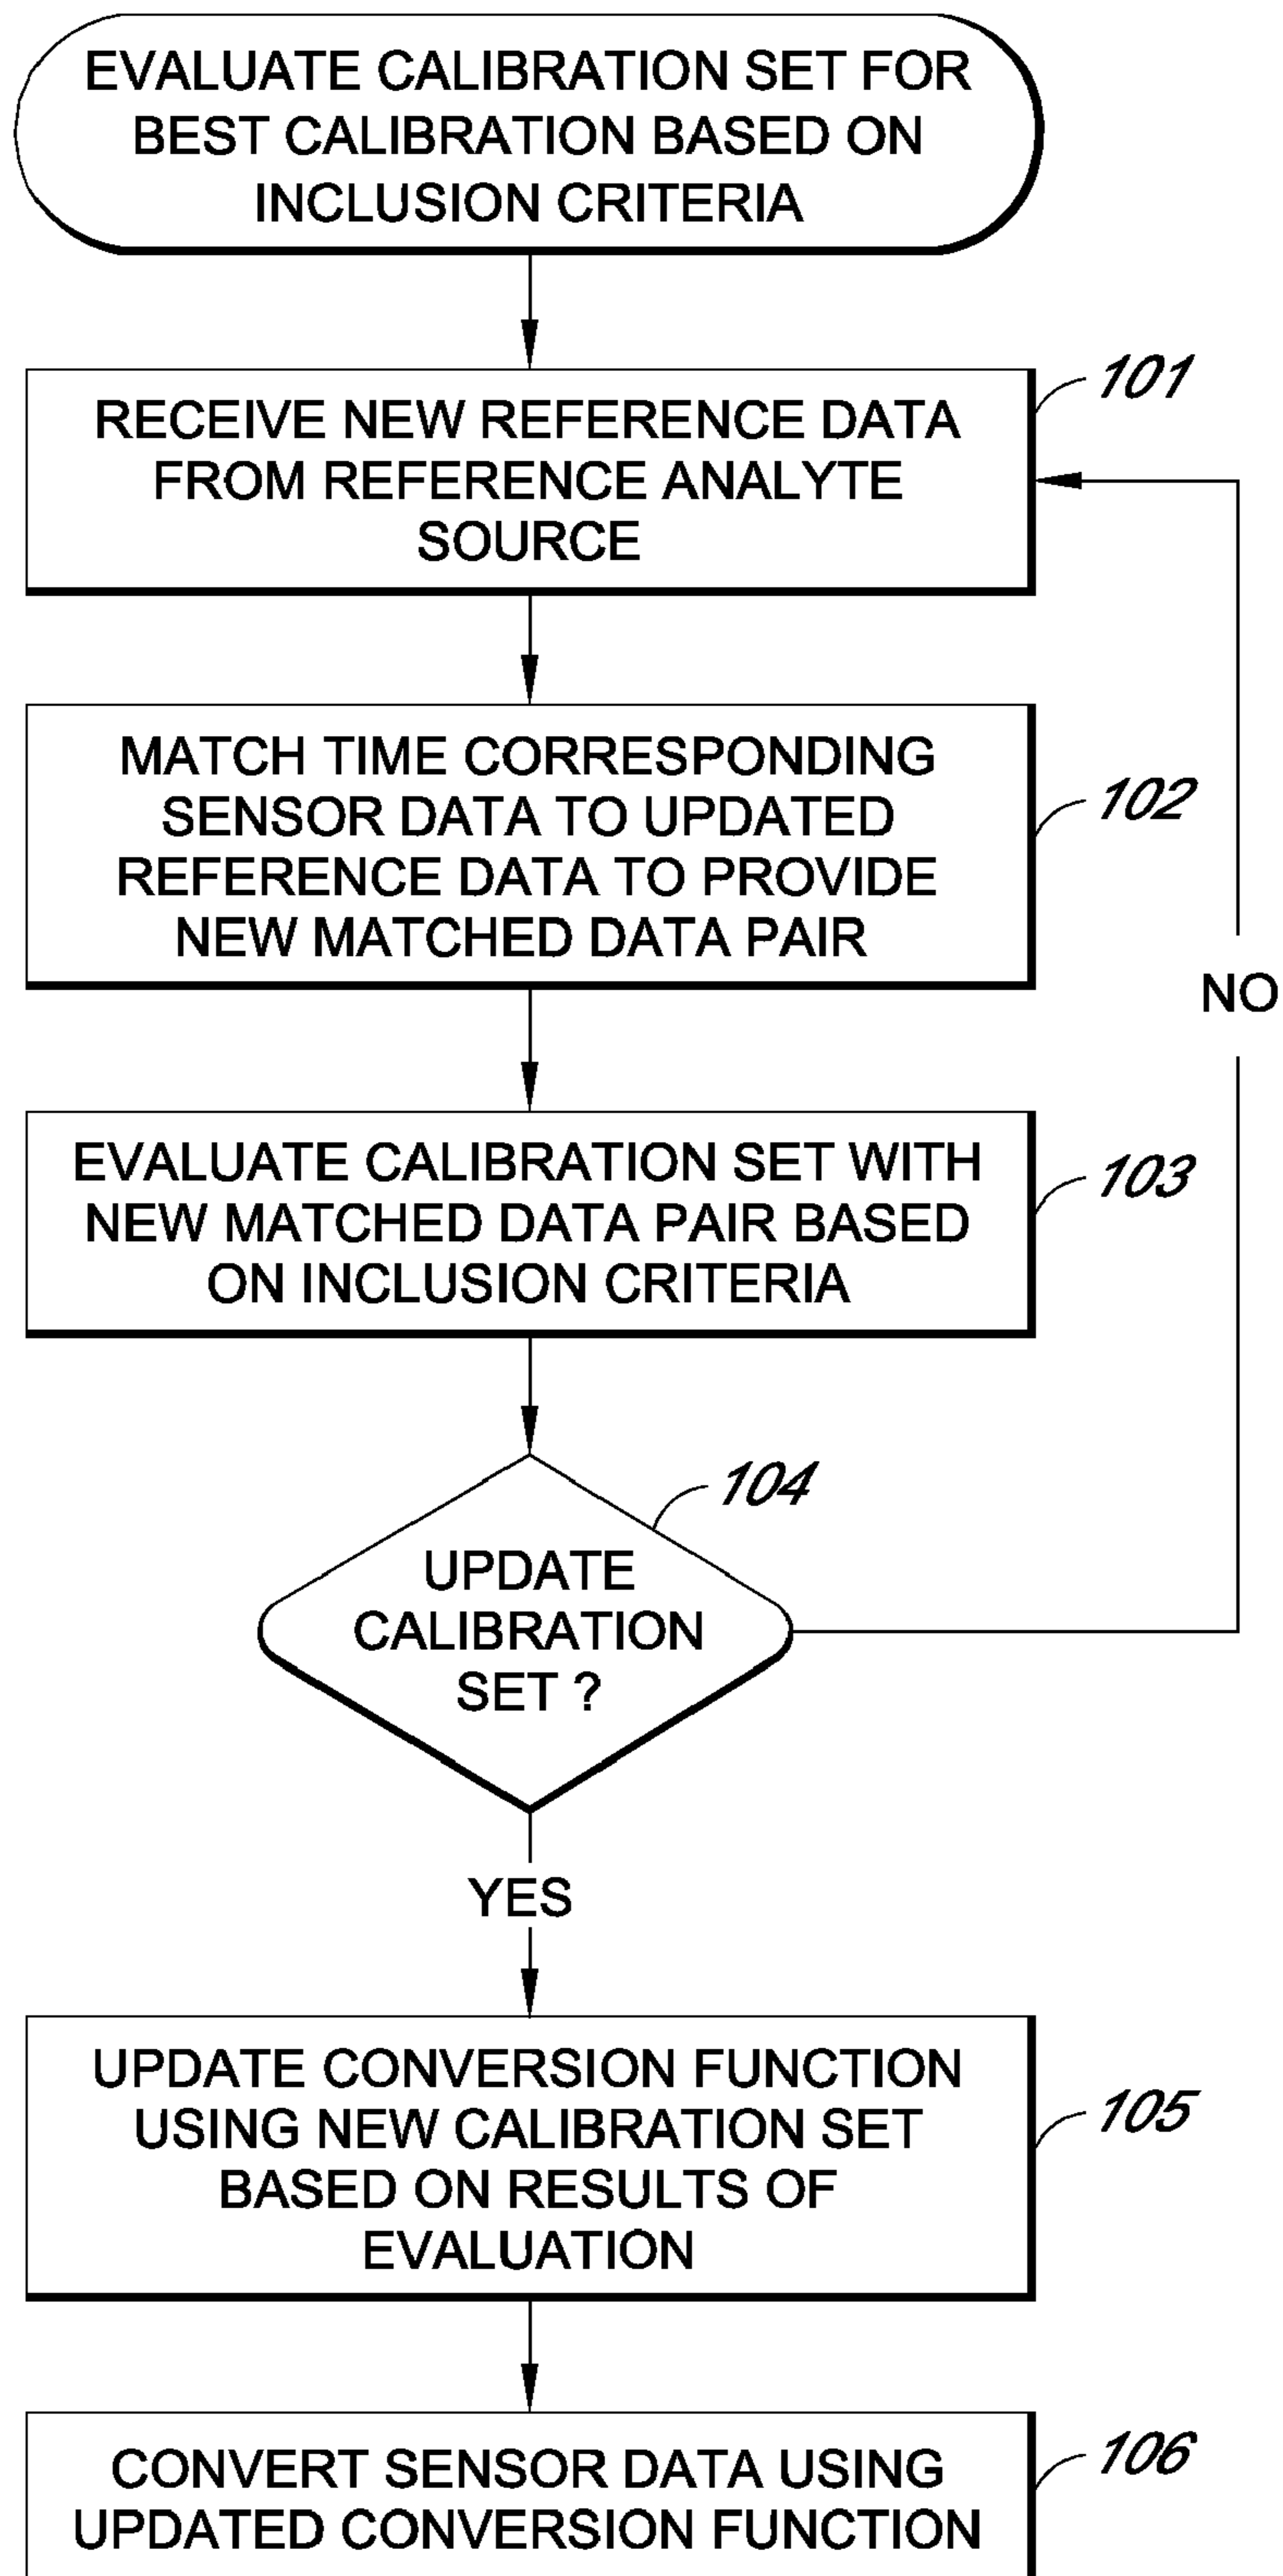 EVALUATE CALIBRATION SET FOR
BEST CALIBRATION BASED ON
INCLUSION CRITERIA
101
RECEIVE NEW REFERENCE DATA
FROM REFERENCE ANALYTE
SOURCE
102
MATCH TIME CORRESPONDING
SENSOR DATA TO UPDATED
REFERENCE DATA TO PROVIDE
NEW MATCHED DATA PAIR
NO
103
EVALUATE CALIBRATION SET WITH
NEW MATCHED DATA PAIR BASED
ON INCLUSION CRITERIA
104
UPDATE
CALIBRATION
SET ?
YES
105
UPDATE CONVERSION FUNCTION
USING NEW CALIBRATION SET
BASED ON RESULTS OF
EVALUATION
106
CONVERT SENSOR DATA USING
UPDATED CONVERSION FUNCTION